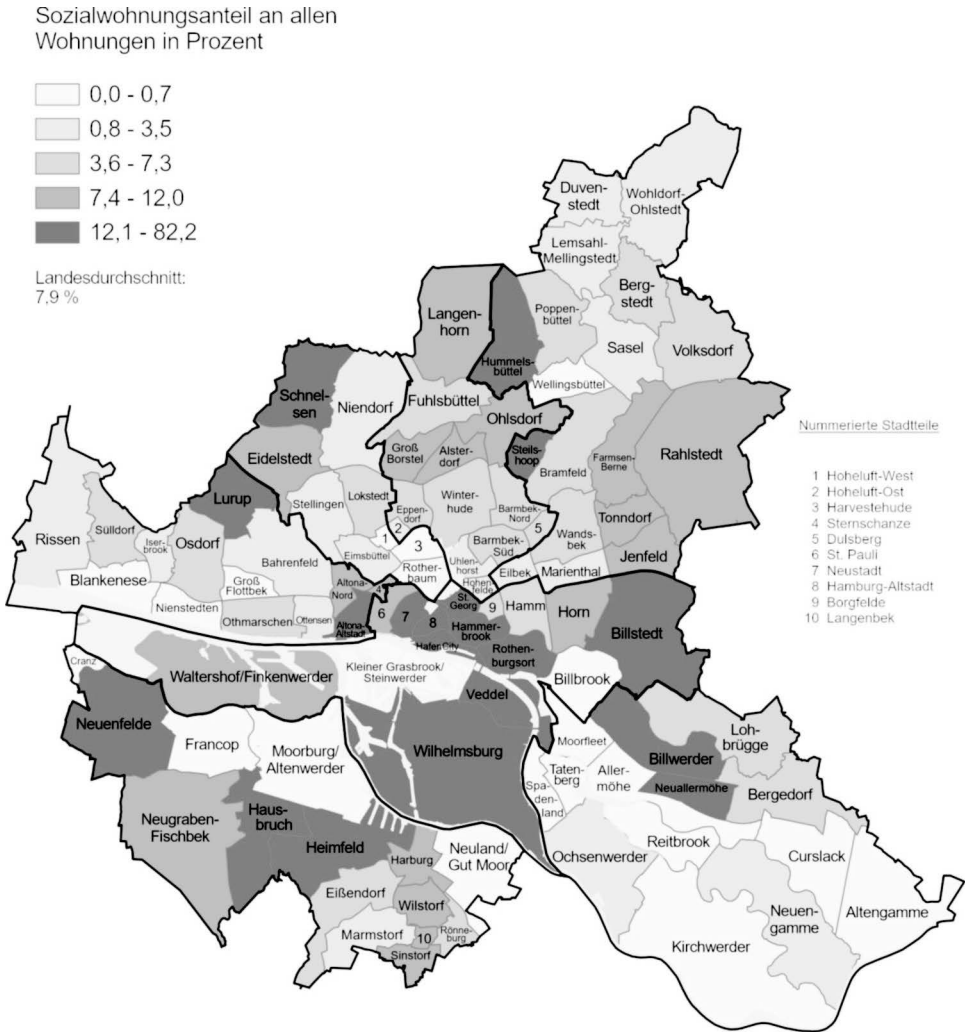 Sozialwohnungsanteil an allen
Wohnungen in Prozent
0,0 - 0,7
0,8 - 3,5
3,6 - 7,3
7,4 - 12,0
12,1 - 82,2
Landesdurchschnitt:
7,9 %
Duven-
stedt
Wohldorf-
Ohlstedt
Lemsahl-
Mellingstedt
Berg-
stedt
Poppen-
büttel
Langen-
horn
Hummels-
büttel
Sasel
Volksdorf
Wellingsbüttel
Schnel-
sen
Niendorf
Fuhlsbüttel
Ohlsdorf
Groß
Borstel
Alster-
dorf
Steils-
hoop
Bramfeld
Farmsen-
Berne
Rahlstedt
Eidelstedt
Lurup
Stellingen
Lokstedt
Eppen-
dorf
Winter-
hude
Barmbek-
Nord
5
Barmbek-
Süd
Wands-
bek
Tonndorf
Jenfeld
Rissen
Sülldorf
Iser-
brook
Osdorf
Bahrenfeld
Eimsbüttel
2
1
3
Rother-
baum
Uhlen-
horst
Hohen-
felde
Eilbek
Marienthal
Blankenese
Groß
Flottbek
Nienstedten
Othmarschen
Ottensen
Altona-
Nord
4
Altona-
Altstadt
6
7
8
St.
Georg
9
Hamm
Horn
Billstedt
Hammer-
brook
Hafen City
Rothen-
burgsort
Billbrook
Cranz
Waltershof/Finkenwerder
Kleiner Grasbrook/
Steinwerder
Veddel
Neuenfelde
Francop
Moorburg/
Altenwerder
Wilhelmsburg
Moorfleet
Taten-
berg
Aller-
möhe
Spa-
den-
land
Billwerder
Neuallermöhe
Loh-
brügge
Bergedorf
Neugraben-
Fischbek
Haus-
bruch
Heimfeld
Harburg
Neuland/
Gut Moor
Eißendorf
Wilstorf
Marmstorf
10
Rönne-
burg
Sinstorf
Ochsenwerder
Reitbrook
Curslack
Neuen-
gamme
Altengamme
Kirchwerder
Nummerierte Stadtteile
1 Hoheluft-West
2 Hoheluft-Ost
3 Harvestehude
4 Sternschanze
5 Dulsberg
6 St. Pauli
7 Neustadt
8 Hamburg-Altstadt
9 Borgfelde
10 Langenbek